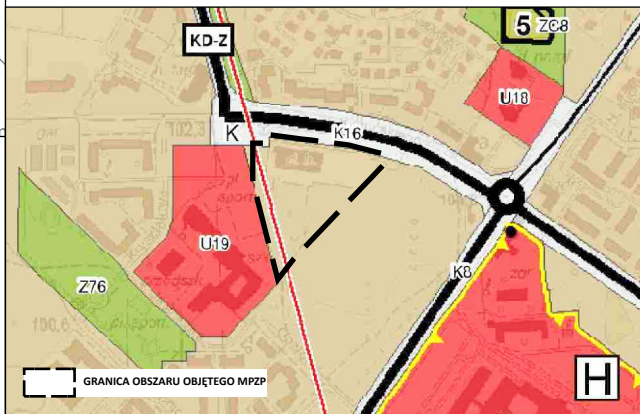 5 ZC8
KD-Z
U18
102,3
K
K16
U19
Z76
K8
100,6
H
GRANICA OBSZARU OBJĘTEGO MPZP